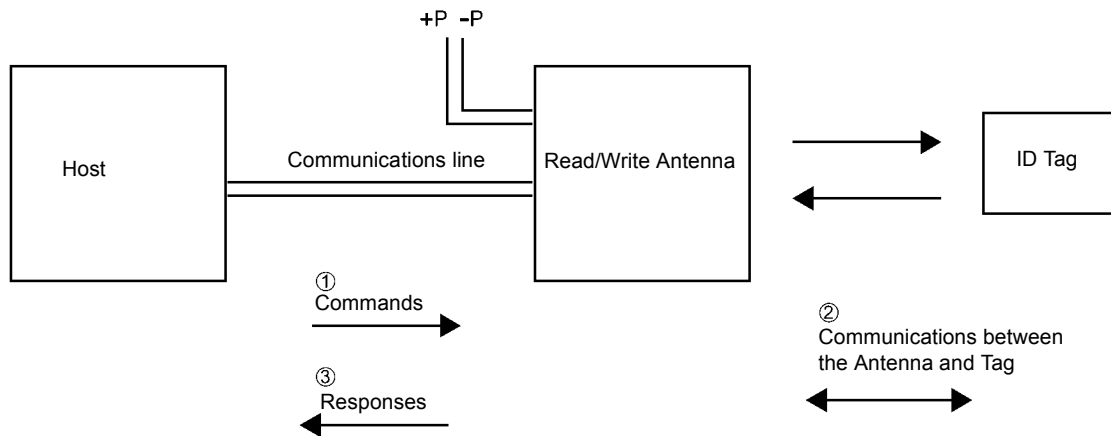 +P -P
Host
Communications line
Read/Write Antenna
ID Tag
①
Commands
②
Communications between
the Antenna and Tag
③
Responses